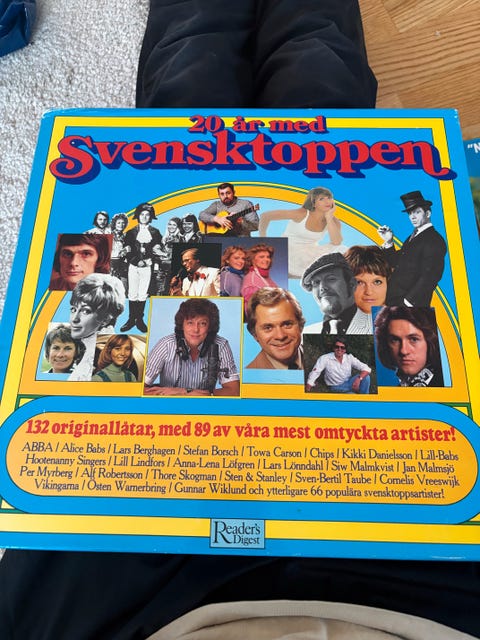 20 år med
Svensktoppen
132 originallåtar, med 89 av våra mest omtyckta artister!
ABBA / Alice Babs / Lars Berghagen / Stefan Borsch / Towa Carson / Chips / Kikki Danielsson / Lill-Babs
Hootenanny Singers / Lill Lindfors / Anna-Lena Löfgren / Lars Lönndahl / Siw Malmkvist / Jan Malmsjö
Per Myrberg / Alf Robertsson / Thore Skogman / Sten & Stanley / Sven-Bertil Taube / Cornelis Vreeswijk
Vikingarna / Östen Warnerbring / Gunnar Wiklund och ytterligare 66 populära svensktoppsartister!
Reader's
Digest
"N